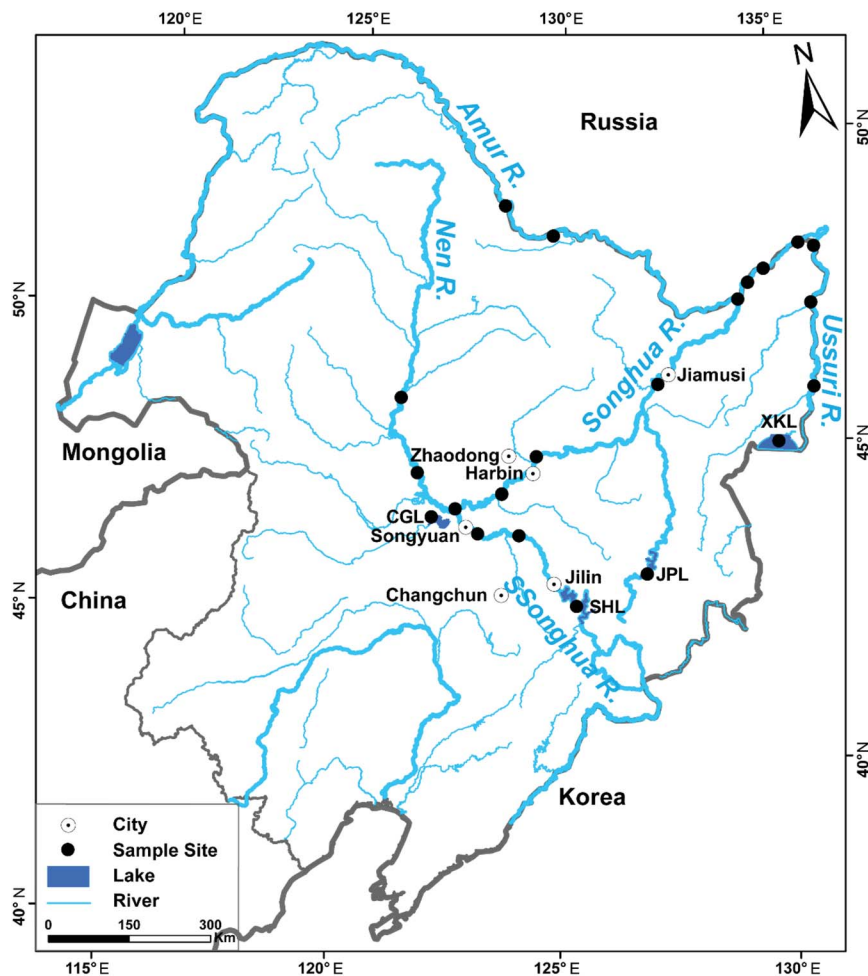 120° E 125° E 130° E 135° E
N
Russia
50° N
Amur R.
Nen R.
50° N
Songhua R.
Ussuri R.
Jiamusi
XKL
45° N
Mongolia
Zhaodong
Harbin
CGL
Songyuan
Jilin
JPL
China
45° N
Changchun
SHL
SSonghua R.
40° N
Korea
City
Sample Site
Lake
River
0 150 300
Km
40° N
115° E 120° E 125° E 130° E